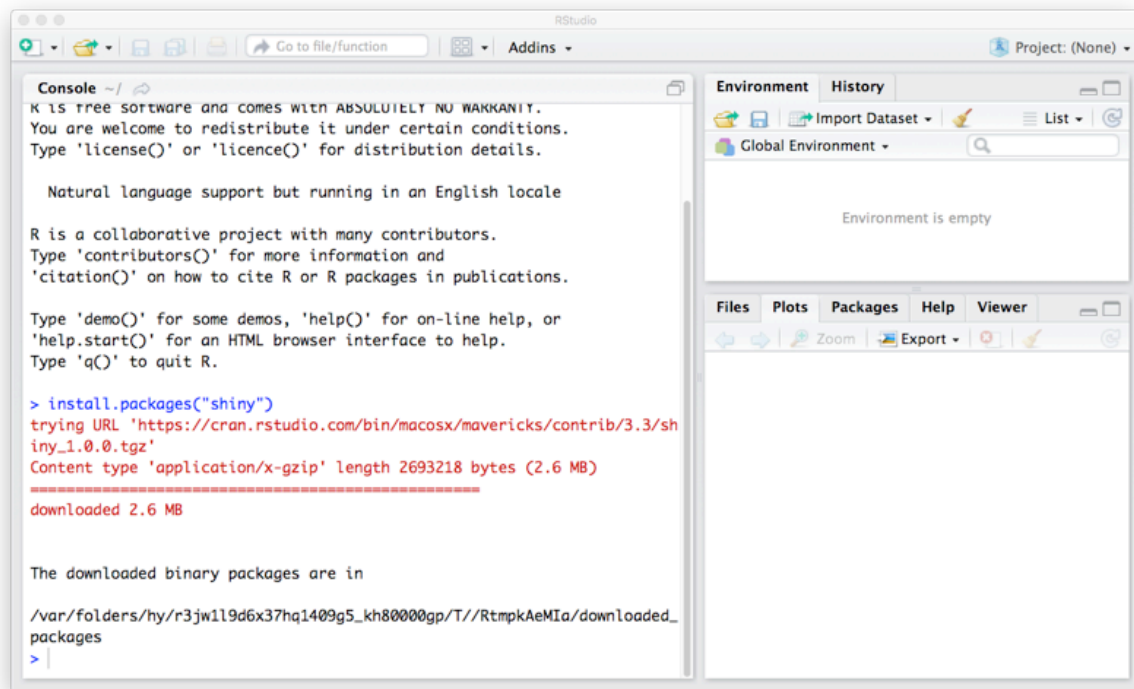 RStudio
Go to file/function
Addins
Project: (None)
Console ~/
R is free software and comes with ABSOLUTELY NO WARRANTY.
You are welcome to redistribute it under certain conditions.
Type 'license()' or 'licence()' for distribution details.
Natural language support but running in an English locale
R is a collaborative project with many contributors.
Type 'contributors()' for more information and
'citation()' on how to cite R or R packages in publications.
Type 'demo()' for some demos, 'help()' for on-line help, or
'help.start()' for an HTML browser interface to help.
Type 'q()' to quit R.
> install.packages("shiny")
trying URL 'https://cran.rstudio.com/bin/macosx/mavericks/contrib/3.3/sh
iny_1.0.0.tgz'
Content type 'application/x-gzip' length 2693218 bytes (2.6 MB)
==================================================
downloaded 2.6 MB
The downloaded binary packages are in
/var/folders/hy/r3jw1l9d6x37hq1409g5_kh80000gp/T//RtmpkAeMIa/downloaded_
packages
>
Environment History
Import Dataset List
Global Environment
Environment is empty
Files Plots Packages Help Viewer
Zoom Export